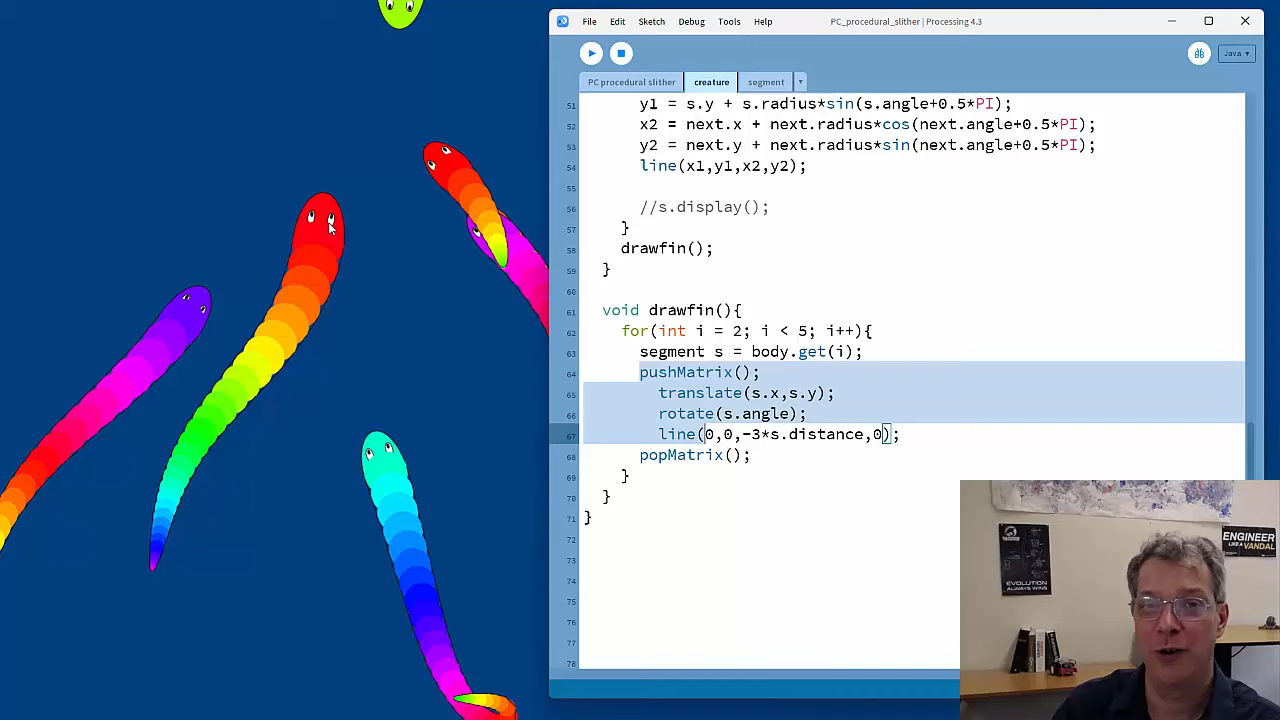 File Edit Sketch Debug Tools Help PC_procedural_slither | Processing 4.3
Java ▾
PC procedural slither creature segment ▾
51 y1 = s.y + s.radius*sin(s.angle+0.5*PI);
52 x2 = next.x + next.radius*cos(next.angle+0.5*PI);
53 y2 = next.y + next.radius*sin(next.angle+0.5*PI);
54 line(x1,y1,x2,y2);
55
56 //s.display();
57 }
58 drawfin();
59 }
60
61 void drawfin(){
62 for(int i = 2; i < 5; i++){
63 segment s = body.get(i);
64 pushMatrix();
65 translate(s.x,s.y);
66 rotate(s.angle);
67 line(0,0,-3*s.distance,0);
68 popMatrix();
69 }
70 }
71 }
72
73
74
75
76
77
78
ENGINEER
LIKE A VANDAL
EVOLUTION
ALWAYS WINS